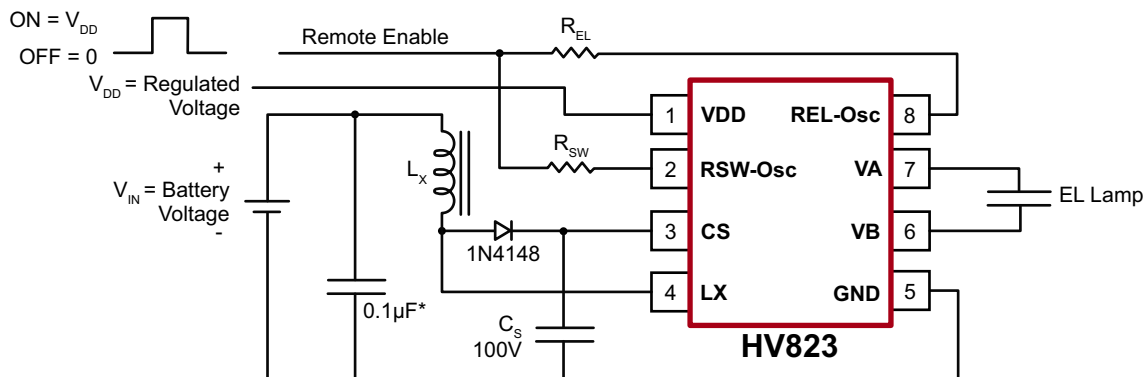 ON = VDD
OFF = 0
Remote Enable
REL
VDD = Regulated
Voltage
1
VDD
REL-Osc
8
RSW
2
RSW-Osc
VA
7
LX
+
VIN = Battery
Voltage
-
EL Lamp
3
CS
VB
6
1N4148
4
LX
GND
5
0.1µF*
CS
100V
HV823